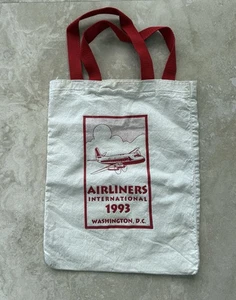 AIRLINERS
INTERNATIONAL
1993
WASHINGTON, D.C.